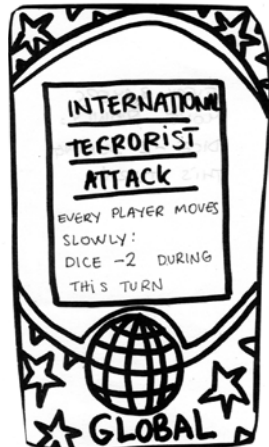 INTERNATIONAL
TERRORIST
ATTACK
EVERY PLAYER MOVES
SLOWLY:
DICE -2 DURING
THiS TURN
GLOBAL